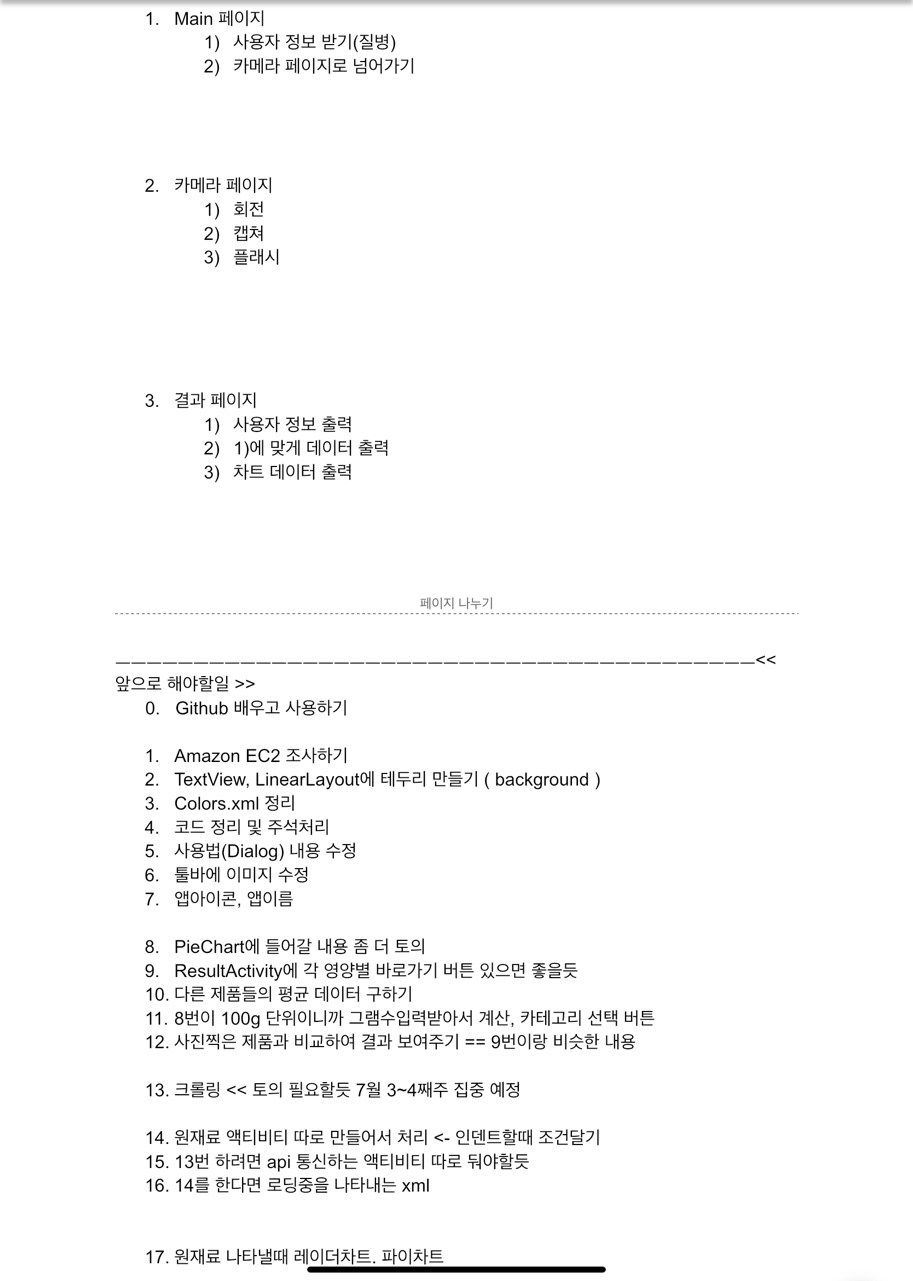 1. Main 페이지
1) 사용자 정보 받기(질병)
2) 카메라 페이지로 넘어가기
2. 카메라 페이지
1) 회전
2) 캡쳐
3) 플래시
3. 결과 페이지
1) 사용자 정보 출력
2) 1)에 맞게 데이터 출력
3) 차트 데이터 출력
페이지 나누기
—————————————————————————————————————————<<
앞으로 해야할일 >>
0. Github 배우고 사용하기
1. Amazon EC2 조사하기
2. TextView, LinearLayout에 테두리 만들기 ( background )
3. Colors.xml 정리
4. 코드 정리 및 주석처리
5. 사용법(Dialog) 내용 수정
6. 툴바에 이미지 수정
7. 앱아이콘, 앱이름
8. PieChart에 들어갈 내용 좀 더 토의
9. ResultActivity에 각 영양별 바로가기 버튼 있으면 좋을듯
10. 다른 제품들의 평균 데이터 구하기
11. 8번이 100g 단위이니까 그램수입력받아서 계산, 카테고리 선택 버튼
12. 사진찍은 제품과 비교하여 결과 보여주기 == 9번이랑 비슷한 내용
13. 크롤링 << 토의 필요할듯 7월 3~4째주 집중 예정
14. 원재료 액티비티 따로 만들어서 처리 <- 인덴트할때 조건달기
15. 13번 하려면 api 통신하는 액티비티 따로 둬야할듯
16. 14를 한다면 로딩중을 나타내는 xml
17. 원재료 나타낼때 레이더차트. 파이차트